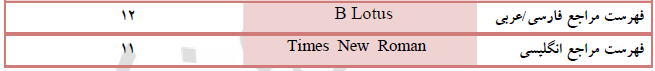 فهرست مراجع فارسی/عربی B Lotus ۱۲
فهرست مراجع انگلیسی Times New Roman ۱۱